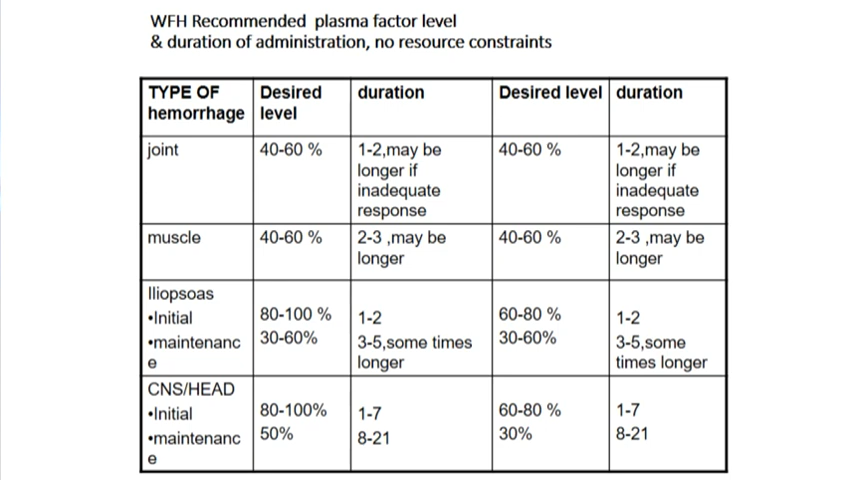 WFH Recommended plasma factor level
& duration of administration, no resource constraints
TYPE OF hemorrhage | Desired level | duration | Desired level | duration
joint | 40-60 % | 1-2,may be longer if inadequate response | 40-60 % | 1-2,may be longer if inadequate response
muscle | 40-60 % | 2-3 ,may be longer | 40-60 % | 2-3 ,may be longer
Iliopsoas
•Initial | 80-100 % | 1-2 | 60-80 % | 1-2
•maintenance | 30-60% | 3-5,some times longer | 30-60% | 3-5,some times longer
CNS/HEAD
•Initial | 80-100% | 1-7 | 60-80 % | 1-7
•maintenance | 50% | 8-21 | 30% | 8-21